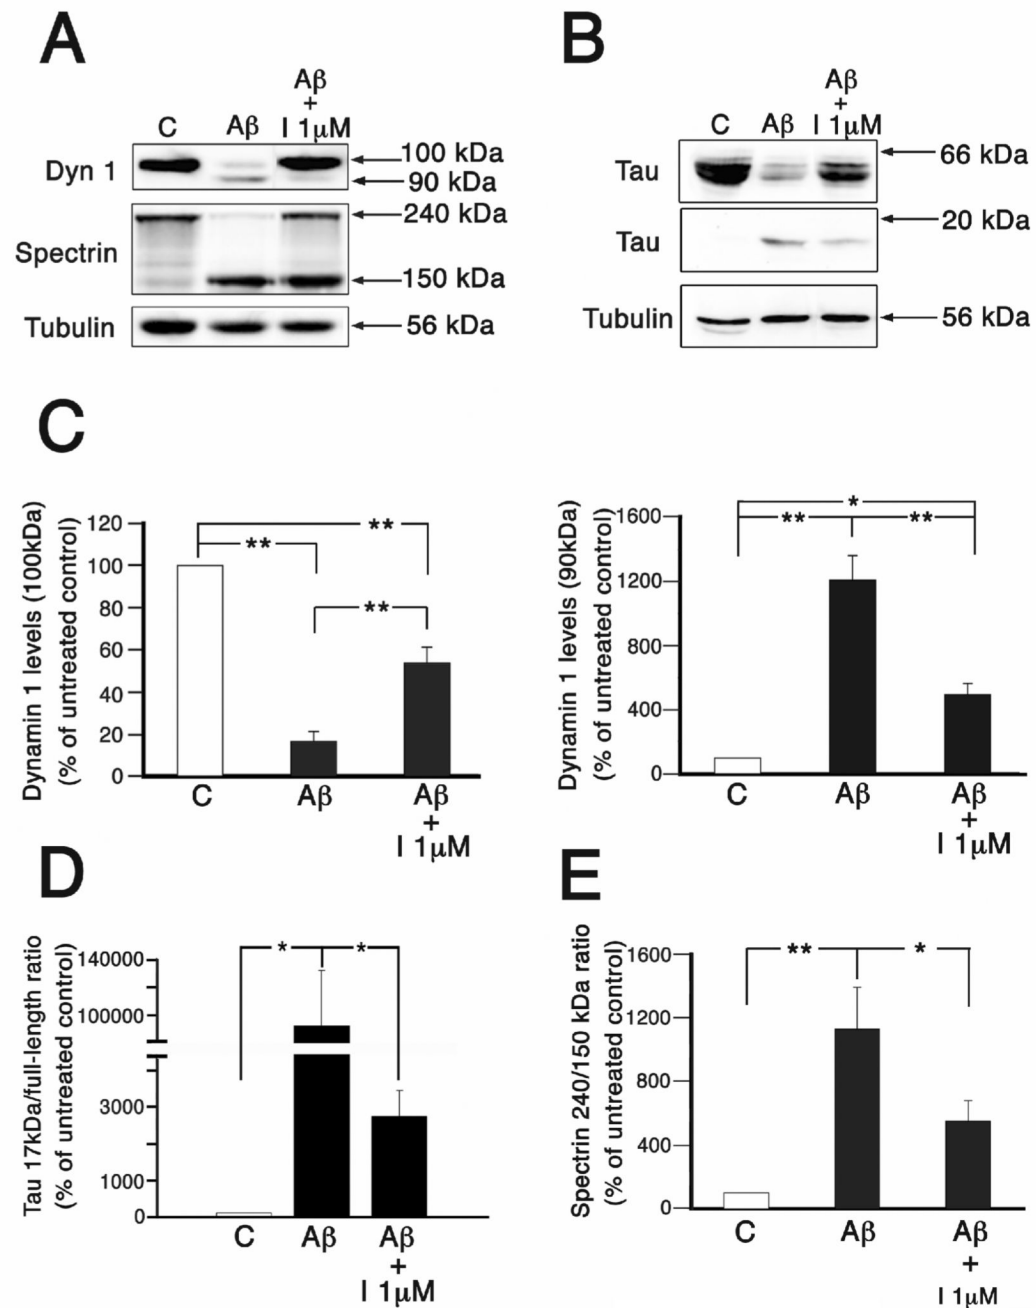 A
Aβ
+
C Aβ I 1μM
Dyn 1
100 kDa
90 kDa
Spectrin
240 kDa
150 kDa
Tubulin
56 kDa
B
Aβ
+
C Aβ I 1μM
Tau
66 kDa
Tau
20 kDa
Tubulin
56 kDa
C
Dynamin 1 levels (100kDa)
(% of untreated control)
120
100
80
60
40
20
0
**
**
**
C Aβ Aβ
+
I 1μM
Dynamin 1 levels (90kDa)
(% of untreated control)
1600
1200
800
400
0
*
** **
C Aβ Aβ
+
I 1μM
D
Tau 17kDa/full-length ratio
(% of untreated control)
140000
100000
3000
1000
0
* *
C Aβ Aβ
+
I 1μM
E
Spectrin 240/150 kDa ratio
(% of untreated control)
1600
1200
800
400
0
** *
C Aβ Aβ
+
I 1μM